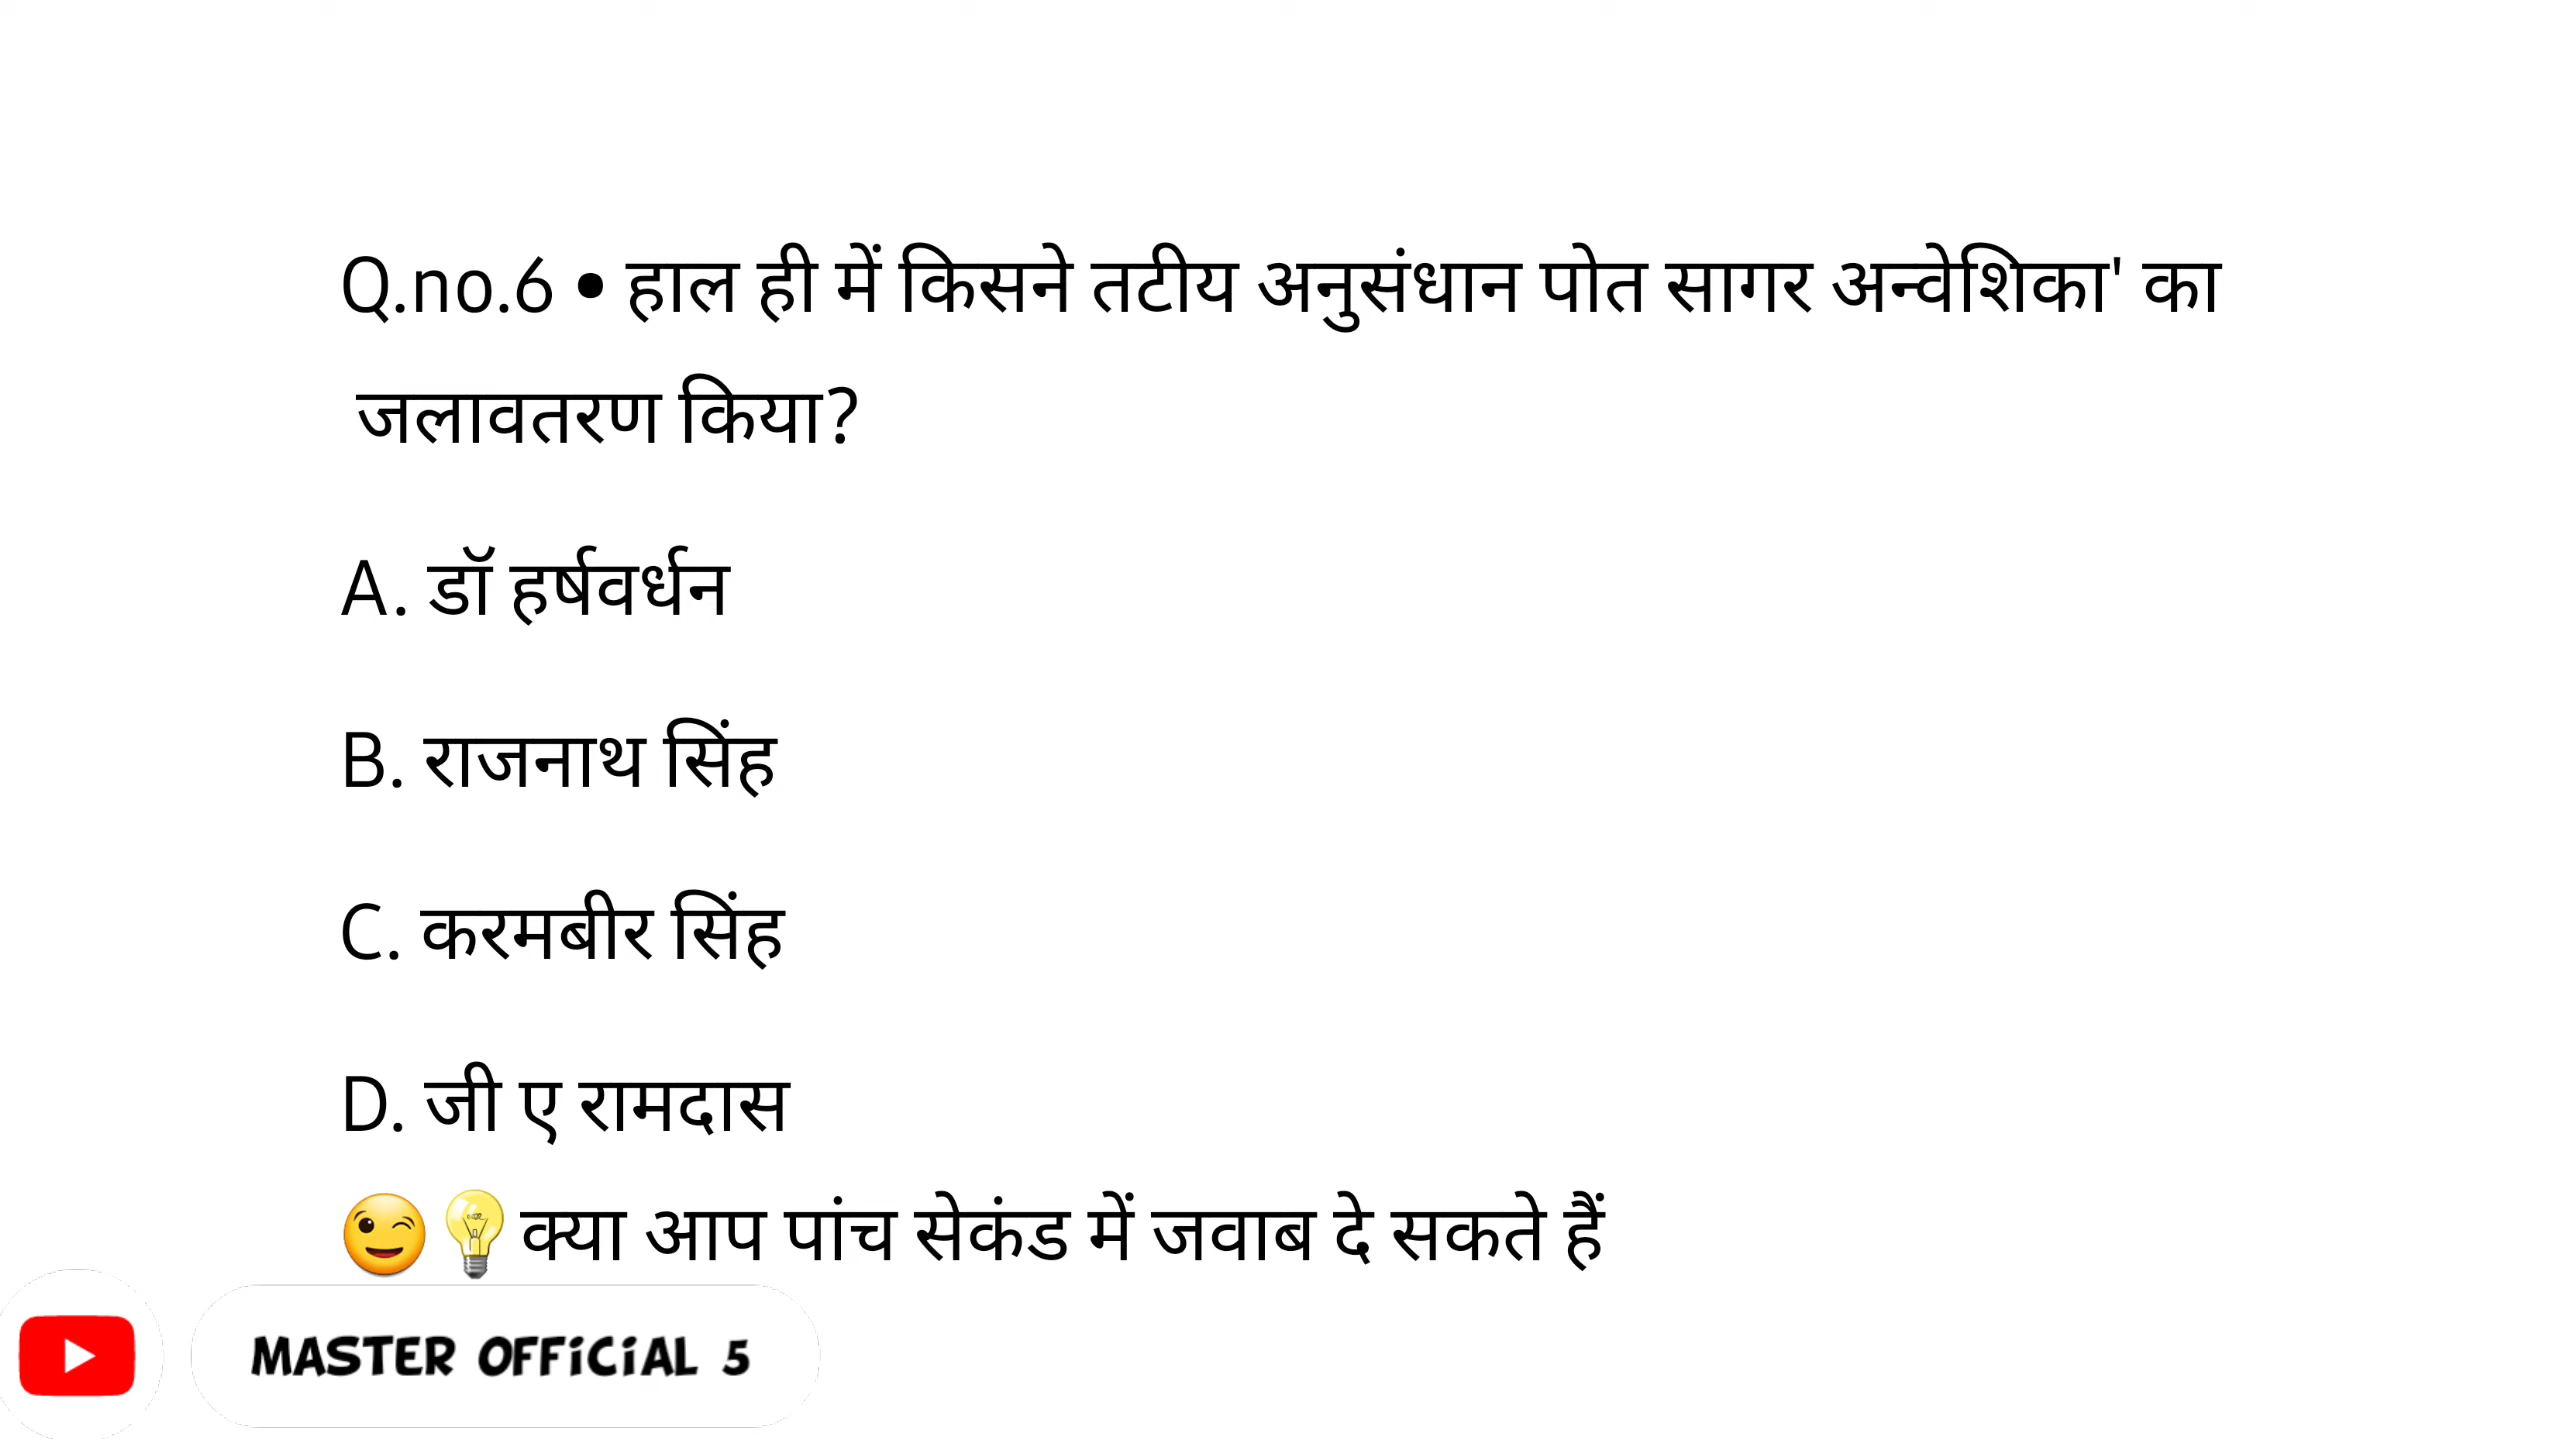 Q.no.6 • हाल ही में किसने तटीय अनुसंधान पोत सागर अन्वेशिका' का
जलावतरण किया?
A. डॉ हर्षवर्धन
B. राजनाथ सिंह
C. करमबीर सिंह
D. जी ए रामदास
😉💡क्या आप पांच सेकंड में जवाब दे सकते हैं
MASTER OFFiCiAL 5